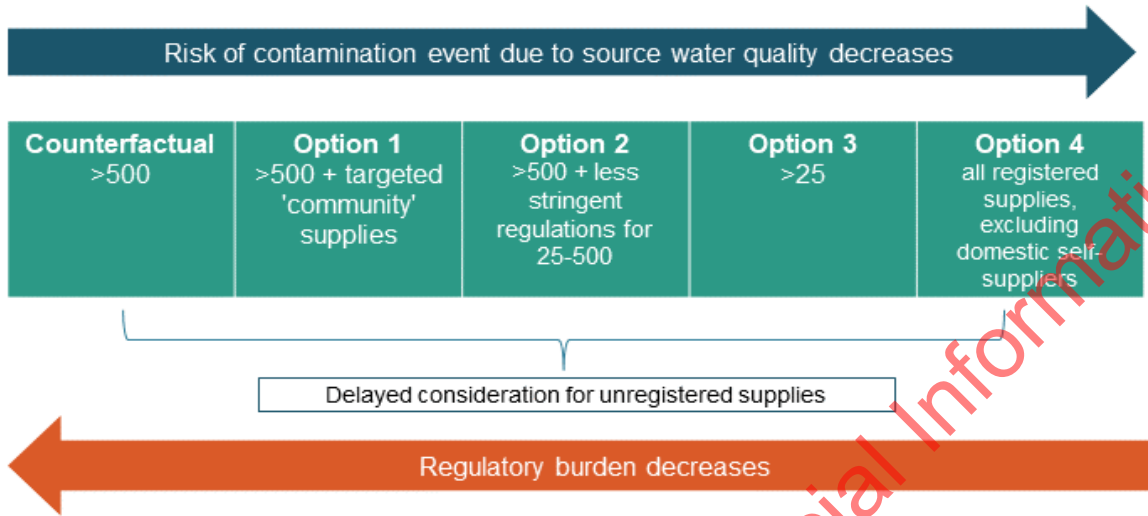 Risk of contamination event due to source water quality decreases
Counterfactual
>500
Option 1
>500 + targeted
'community'
supplies
Option 2
>500 + less
stringent
regulations for
25-500
Option 3
>25
Option 4
all registered
supplies,
excluding
domestic self-
suppliers
Delayed consideration for unregistered supplies
Regulatory burden decreases